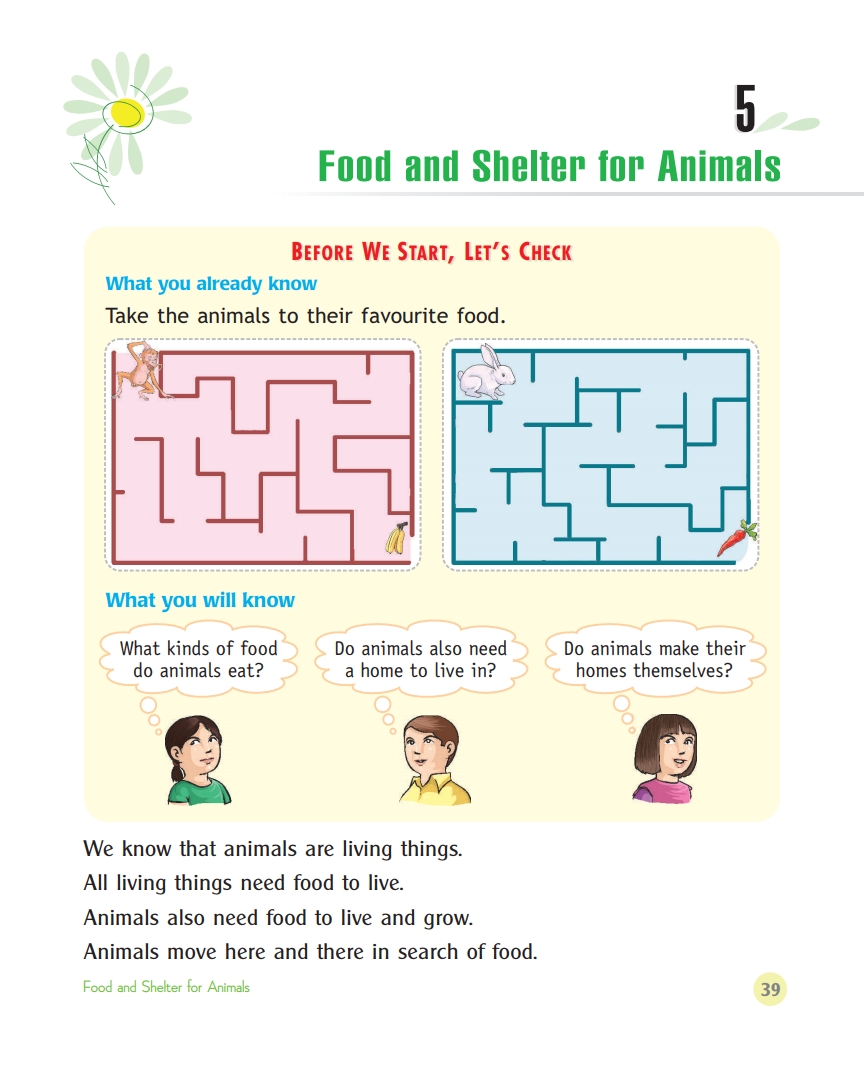 5
Food and Shelter for Animals
BEFORE WE START, LET'S CHECK
What you already know
Take the animals to their favourite food.
What you will know
What kinds of food
do animals eat?
Do animals also need
a home to live in?
Do animals make their
homes themselves?
We know that animals are living things.
All living things need food to live.
Animals also need food to live and grow.
Animals move here and there in search of food.
Food and Shelter for Animals
39